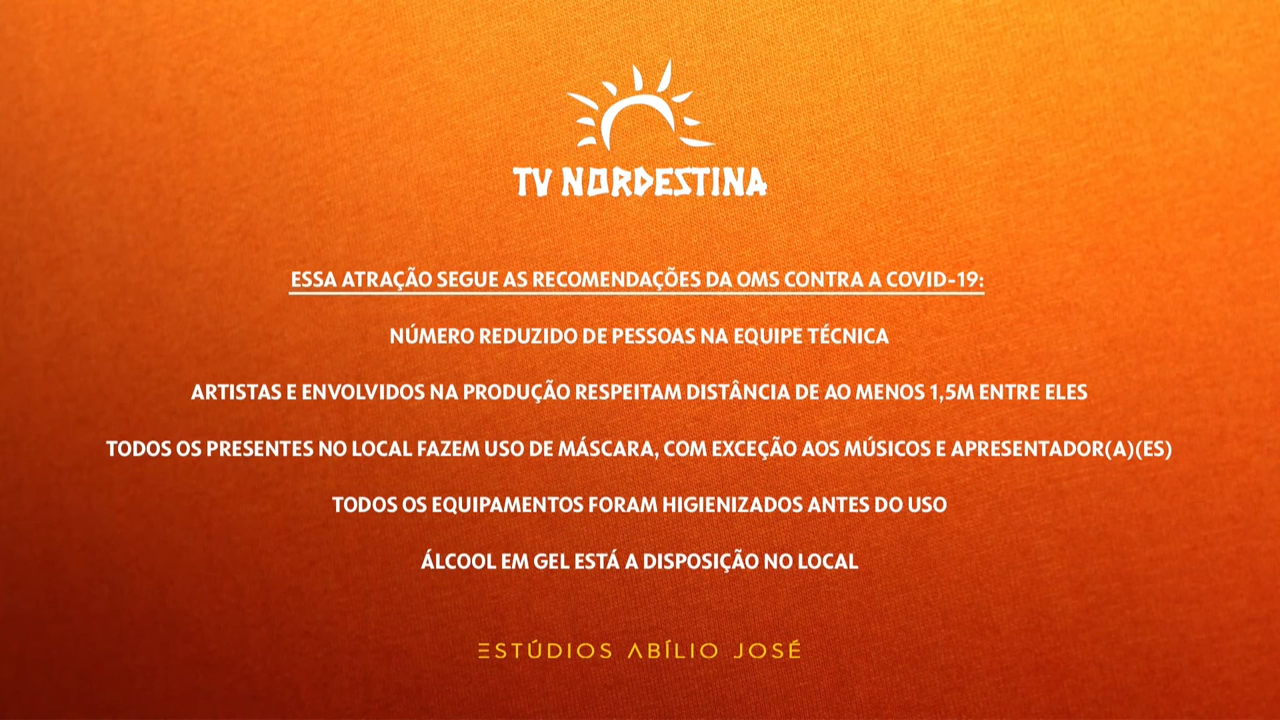 TV NORDESTINA
ESSA ATRAÇÃO SEGUE AS RECOMENDAÇÕES DA OMS CONTRA A COVID-19:
NÚMERO REDUZIDO DE PESSOAS NA EQUIPE TÉCNICA
ARTISTAS E ENVOLVIDOS NA PRODUÇÃO RESPEITAM DISTÂNCIA DE AO MENOS 1,5M ENTRE ELES
TODOS OS PRESENTES NO LOCAL FAZEM USO DE MÁSCARA, COM EXCEÇÃO AOS MÚSICOS E APRESENTADOR(A)(ES)
TODOS OS EQUIPAMENTOS FORAM HIGIENIZADOS ANTES DO USO
ÁLCOOL EM GEL ESTÁ A DISPOSIÇÃO NO LOCAL
ESTÚDIOS ABÍLIO JOSÉ